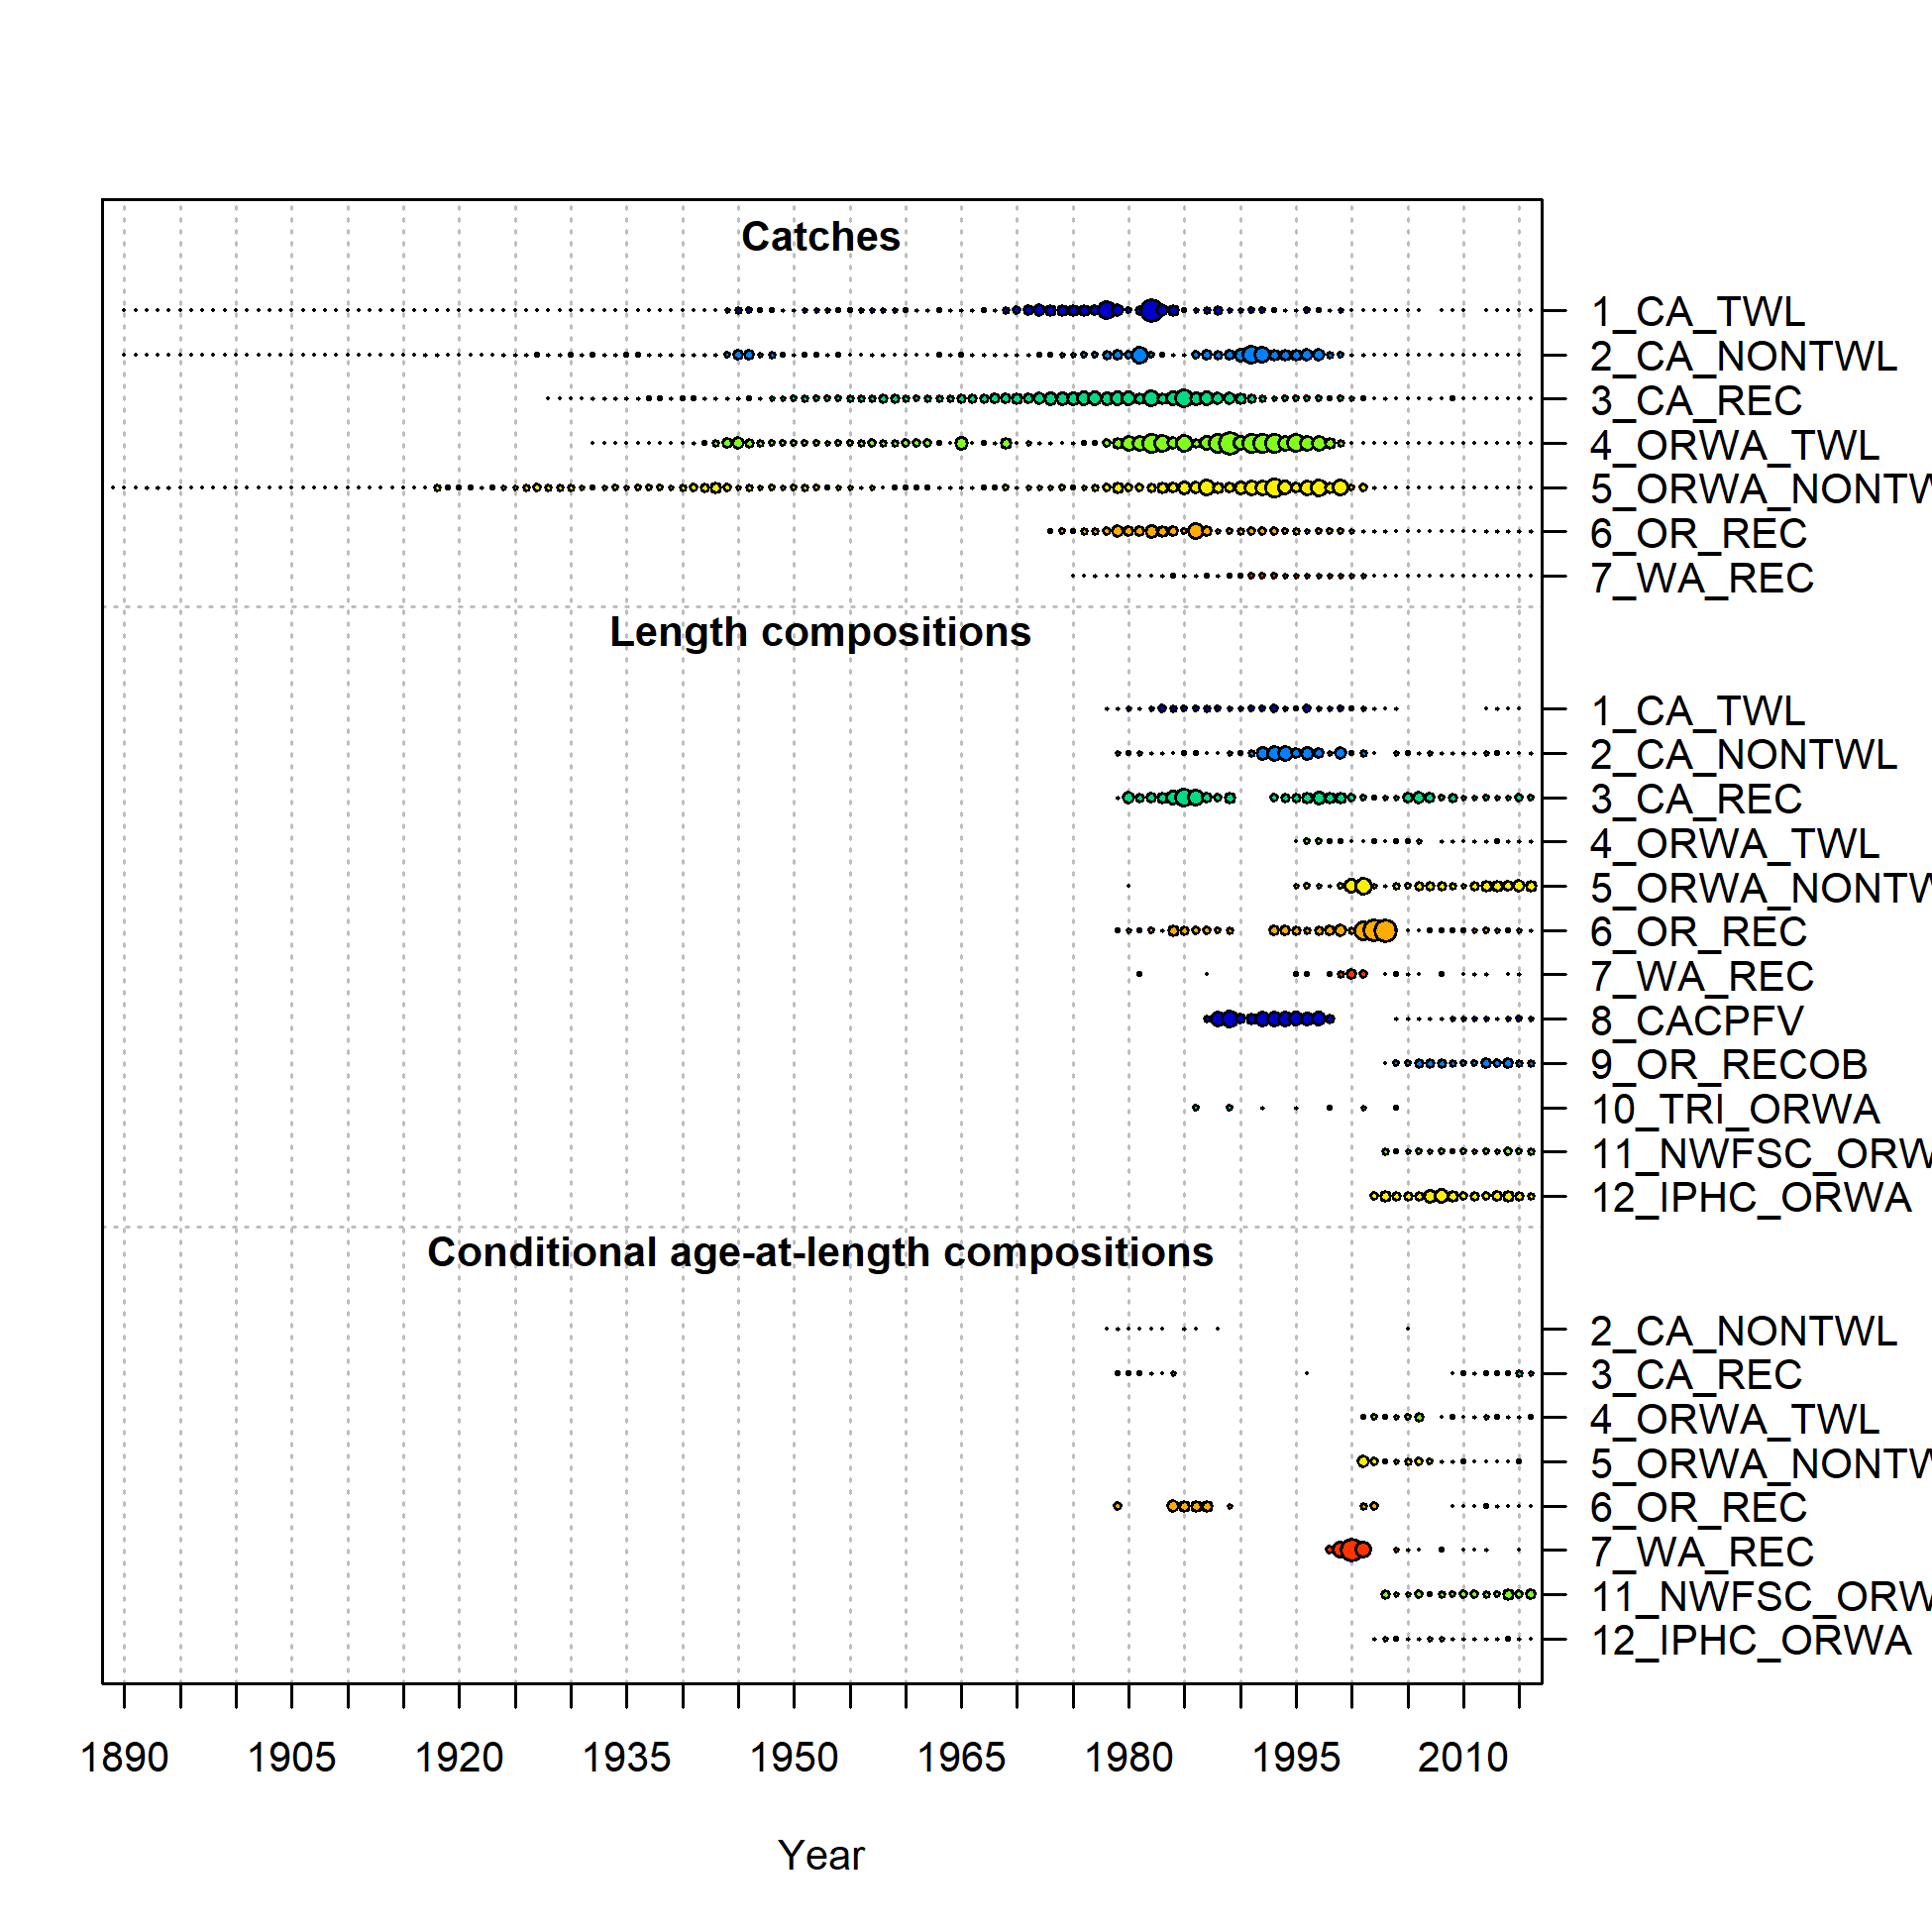 Catches
1_CA_TWL
2_CA_NONTWL
3_CA_REC
4_ORWA_TWL
5_ORWA_NONTW
6_OR_REC
7_WA_REC
Length compositions
1_CA_TWL
2_CA_NONTWL
3_CA_REC
4_ORWA_TWL
5_ORWA_NONTW
6_OR_REC
7_WA_REC
8_CACPFV
9_OR_RECOB
10_TRI_ORWA
11_NWFSC_ORW
12_IPHC_ORWA
Conditional age-at-length compositions
2_CA_NONTWL
3_CA_REC
4_ORWA_TWL
5_ORWA_NONTW
6_OR_REC
7_WA_REC
11_NWFSC_ORW
12_IPHC_ORWA
1890 1905 1920 1935 1950 1965 1980 1995 2010
Year